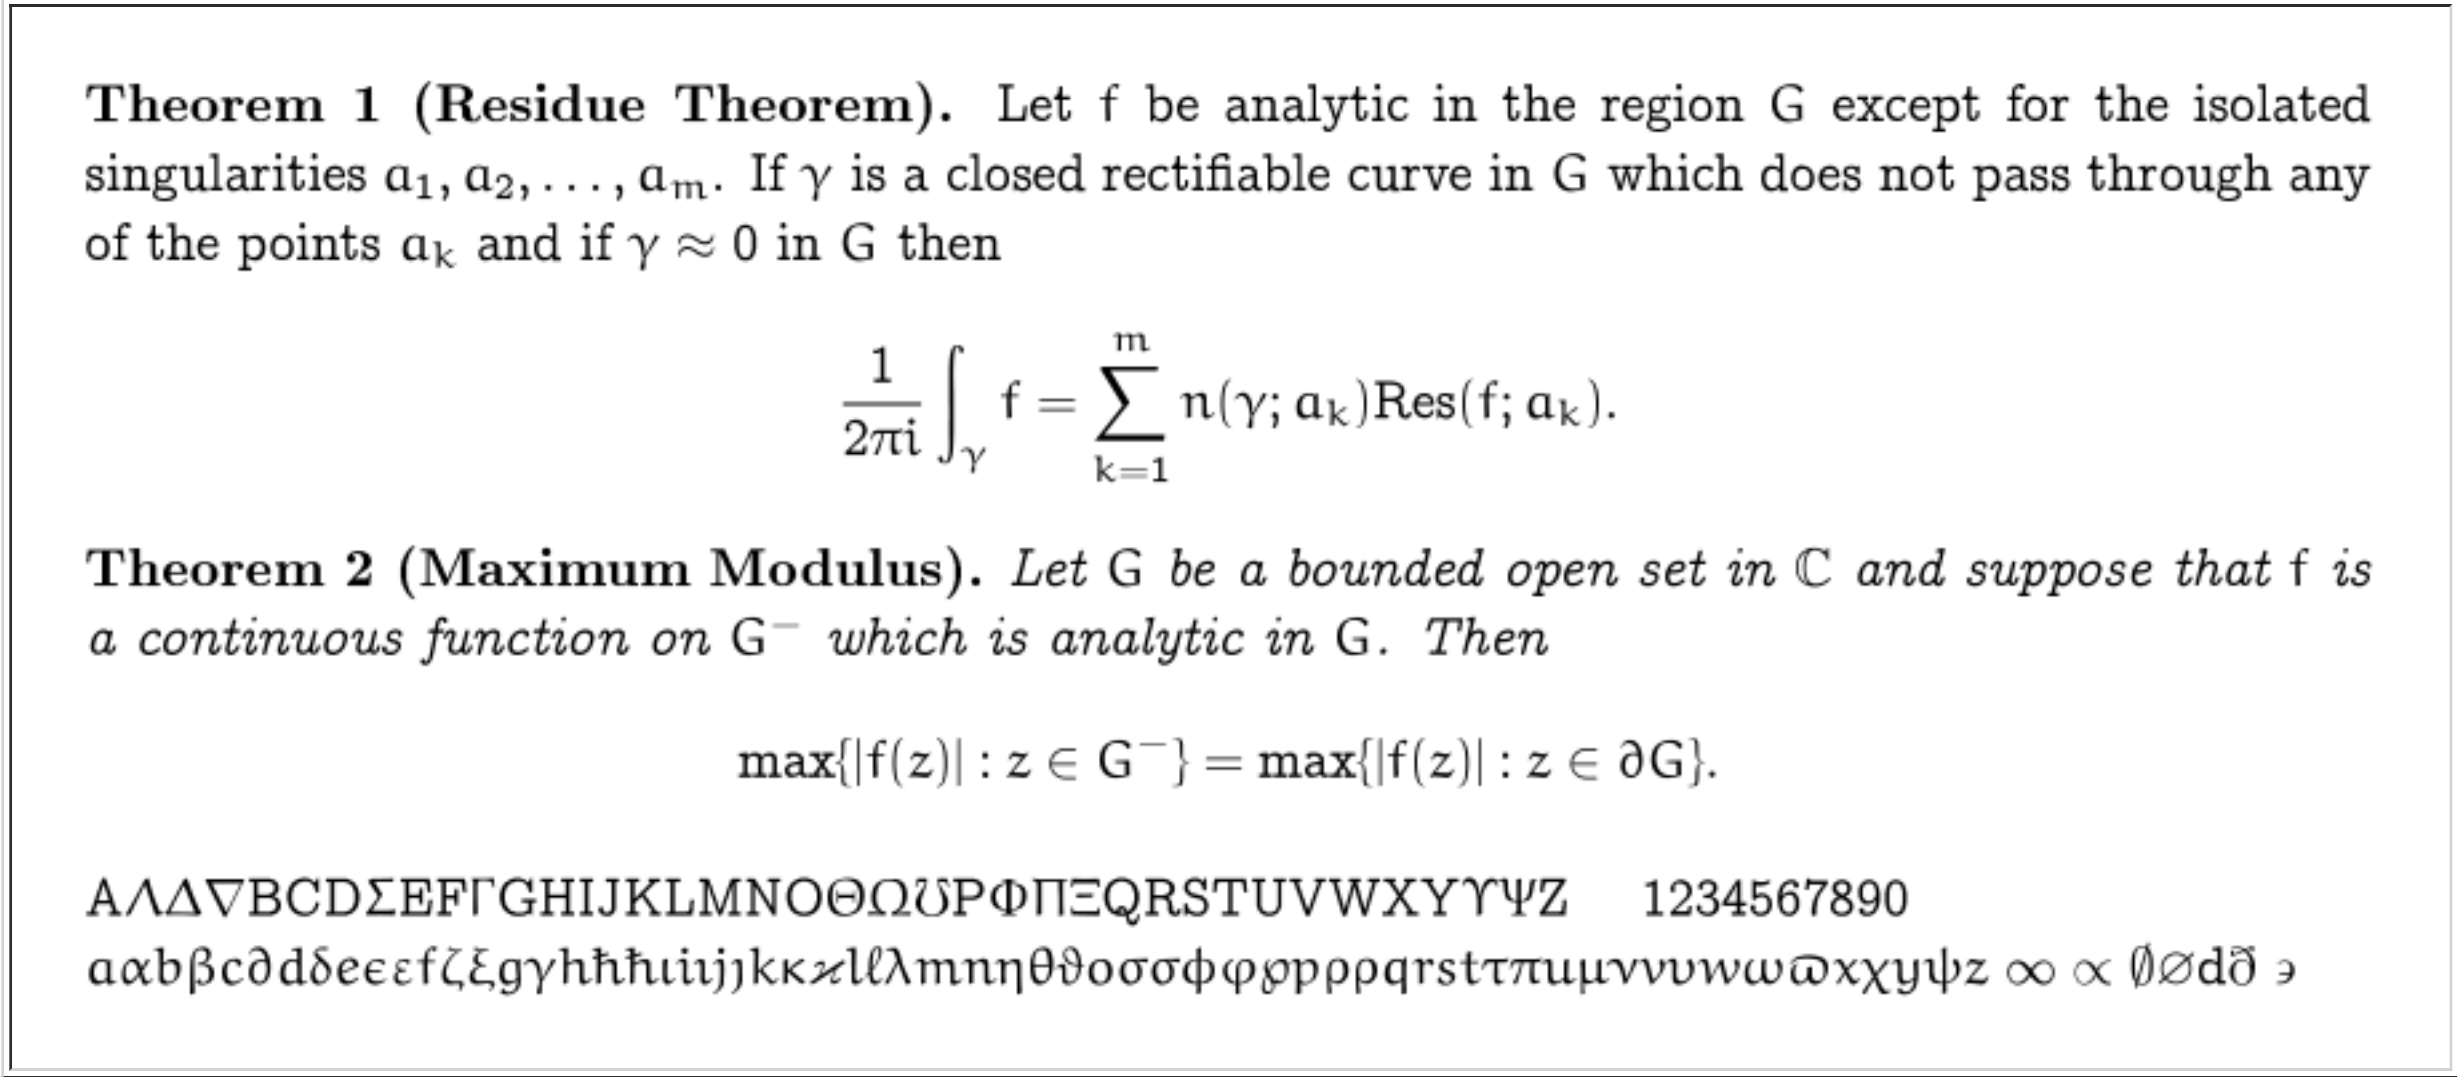 Theorem 1 (Residue Theorem). Let f be analytic in the region G except for the isolated
singularities a₁, a₂, . . . , aₘ. If γ is a closed rectifiable curve in G which does not pass through any
of the points aₖ and if γ ≈ 0 in G then
1/2πi ∫_γ f = ∑_{k=1}^{m} n(γ; aₖ)Res(f; aₖ).
Theorem 2 (Maximum Modulus). Let G be a bounded open set in ℂ and suppose that f is
a continuous function on G⁻ which is analytic in G. Then
max{|f(z)| : z ∈ G⁻} = max{|f(z)| : z ∈ ∂G}.
AΛΔ∇BCDΣEFΓGHIJKLMNOΘΩ℧PΦΠΞQRSTUVWXYΥΨZ 1234567890
aαbβc∂dδeϵεfζξgγhħℏιiıjȷkκϰlℓλmnηθϑoσσϕφ℘pρρqrstτπuμνvυwωϖxχyψz ∞ ∝ ∅∅dð ϶